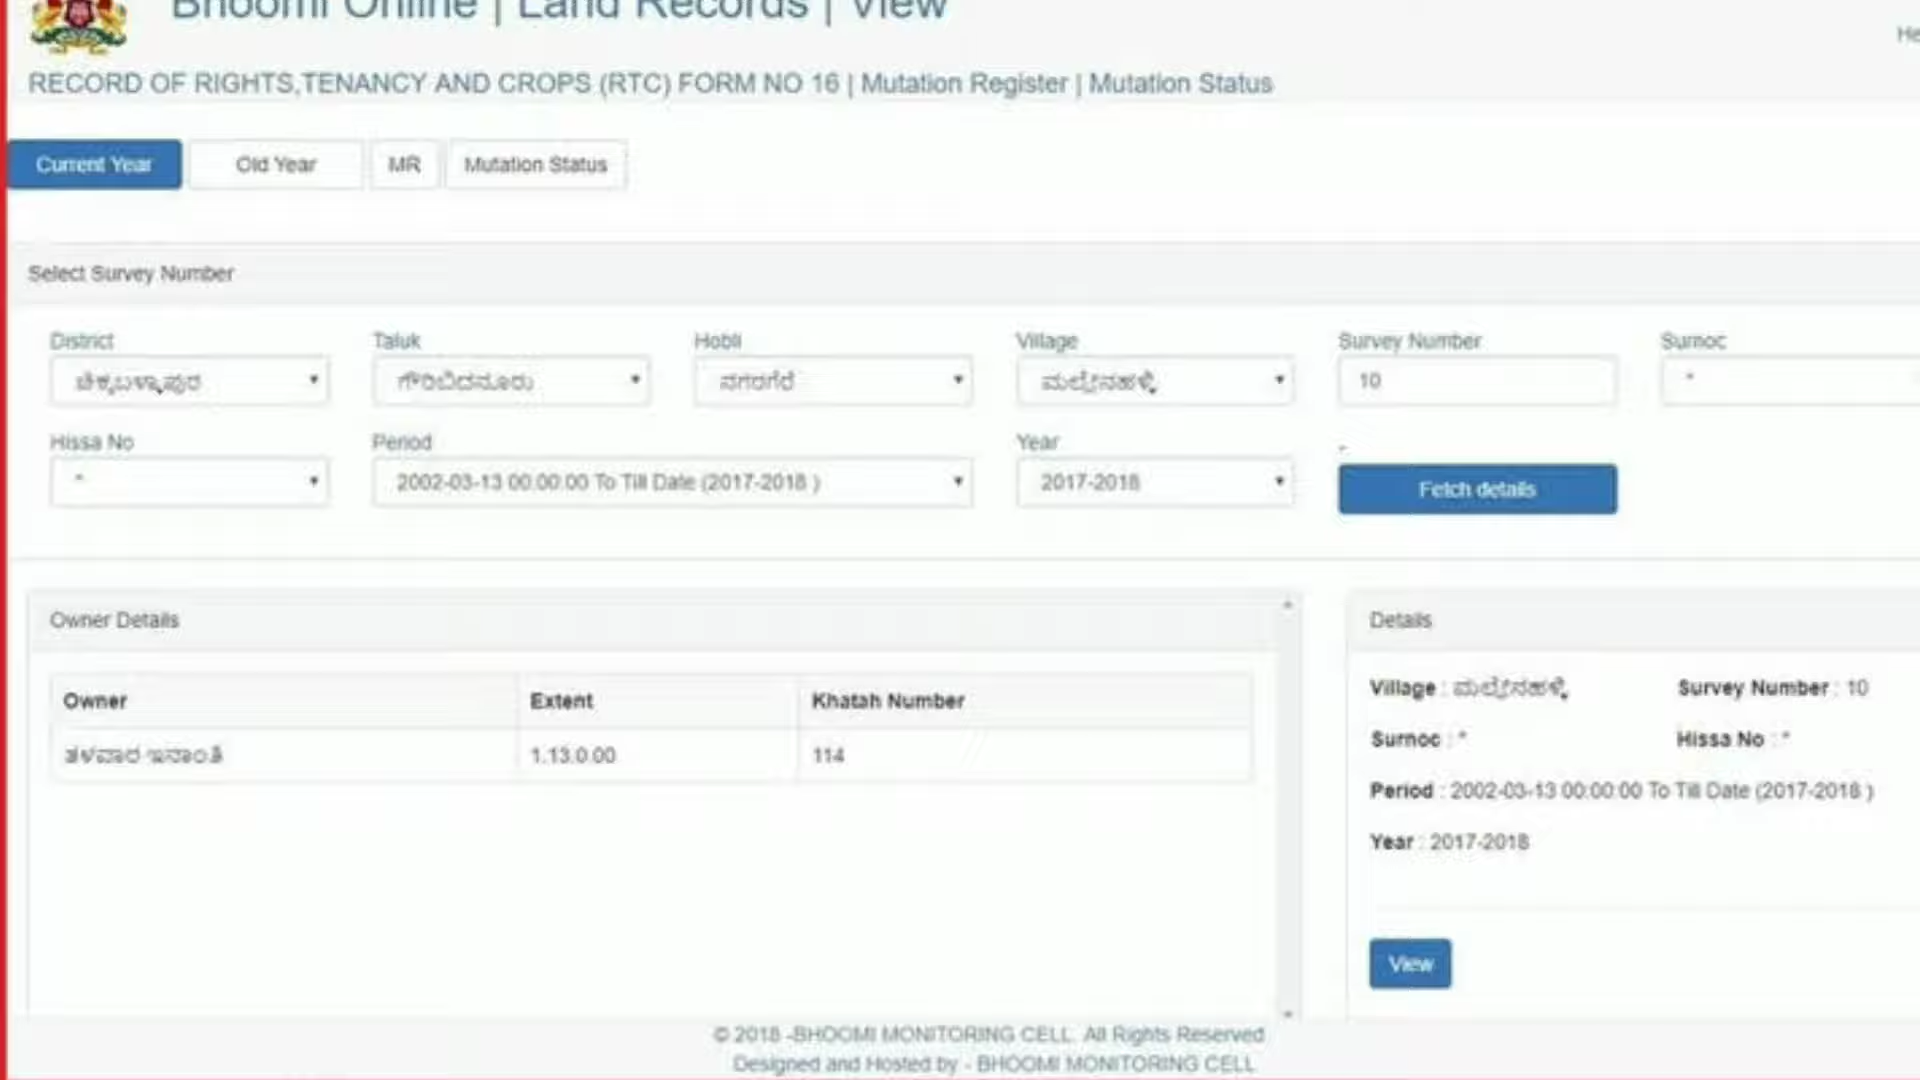 Bhoomi Online | Land Records | View
RECORD OF RIGHTS,TENANCY AND CROPS (RTC) FORM NO 16 | Mutation Register | Mutation Status
Current Year Old Year MR Mutation Status
Select Survey Number
District Taluk Hobli Village Survey Number Surnoc
ಚಿಕ್ಕಬಳ್ಳಾಪುರ ಗೌರಿಬಿದನೂರು ನಗರಗೆರೆ 10 *
Hissa No Period Year -
* 2002-03-13 00:00:00 To Till Date (2017-2018 ) 2017-2018 Fetch details
Owner Details
Owner Extent Khatah Number
ತಳವಾರ ಇನಾಂತಿ 1.13.0.00 114
Details
Village : Survey Number : 10
Surnoc : * Hissa No : *
Period : 2002-03-13 00:00:00 To Till Date (2017-2018 )
Year : 2017-2018
View
© 2018 -BHOOMI MONITORING CELL. All Rights Reserved
Designed and Hosted by - BHOOMI MONITORING CELL